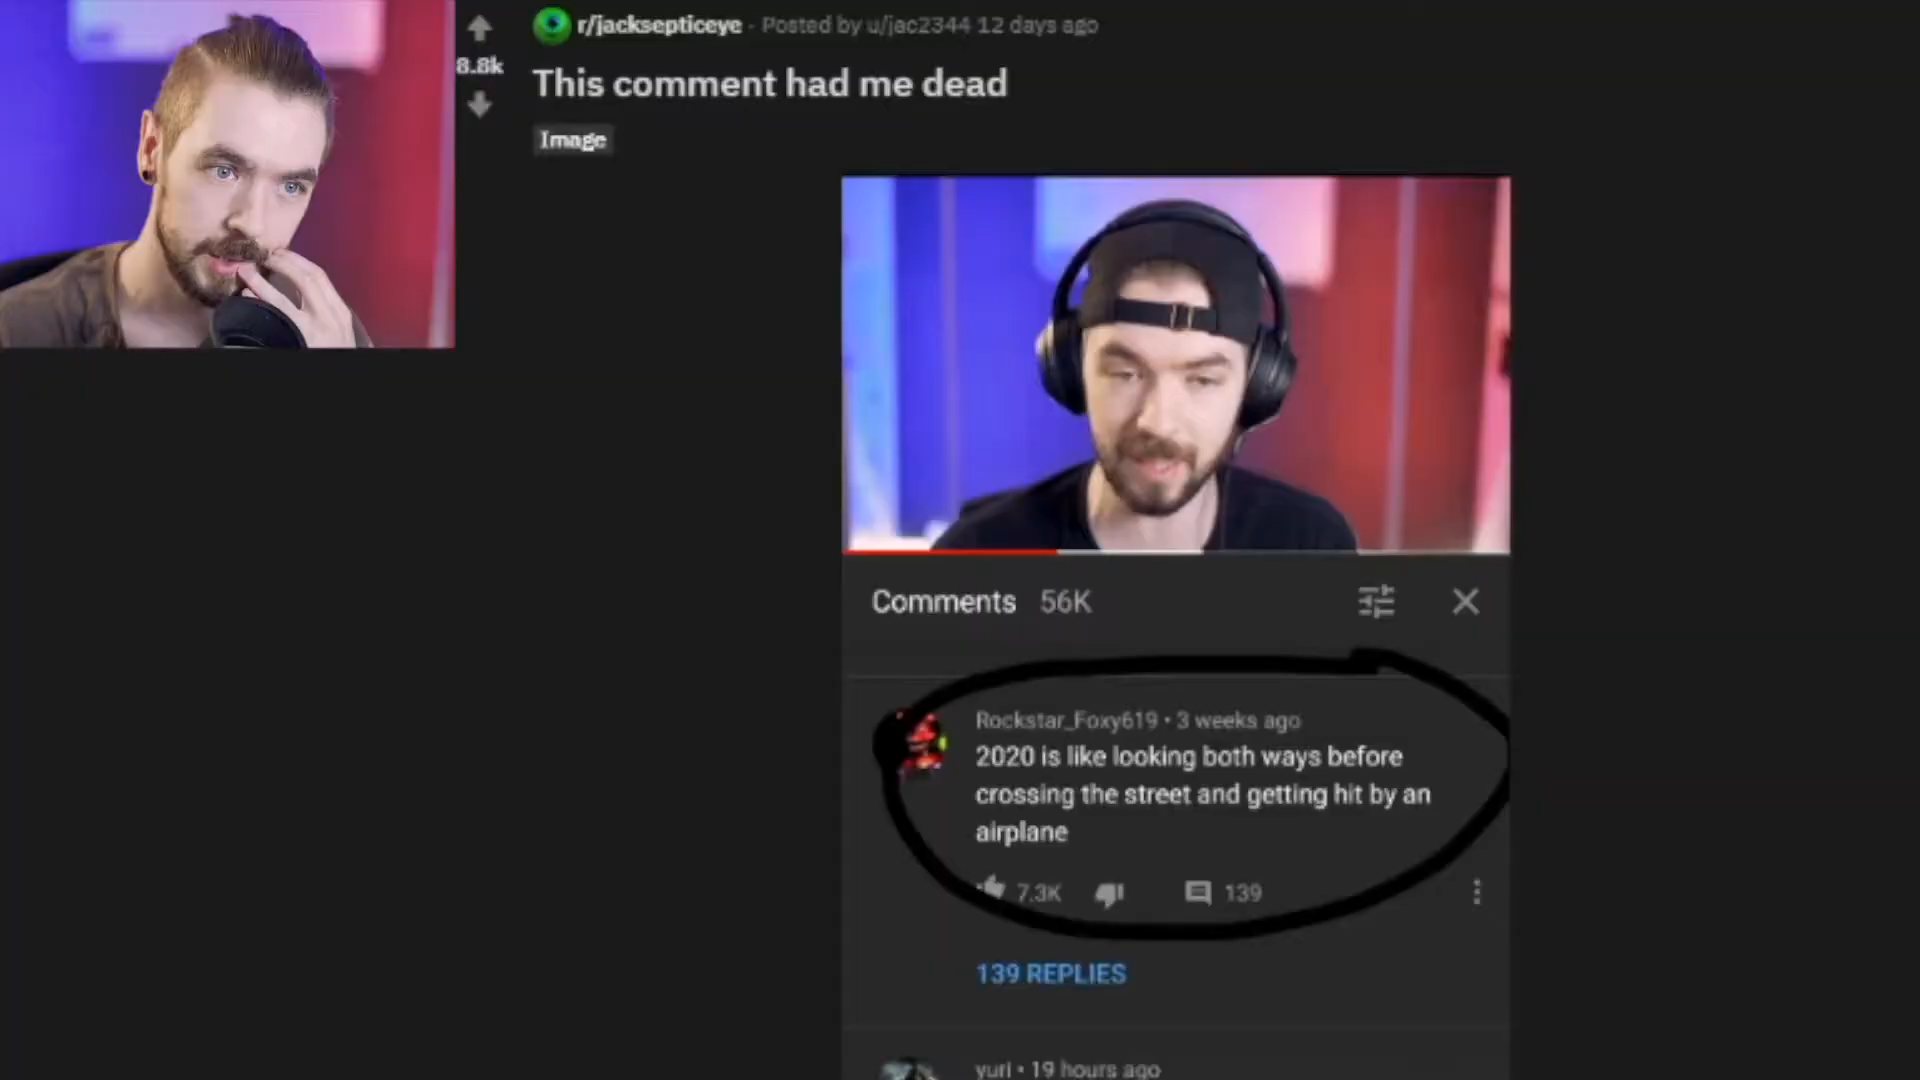 r/jacksepticeye · Posted by u/jac2344 12 days ago
8.8k
This comment had me dead
Image
Comments 56K
Rockstar_Foxy619 • 3 weeks ago
2020 is like looking both ways before
crossing the street and getting hit by an
airplane
7.3K 139
139 REPLIES
yuri • 19 hours ago